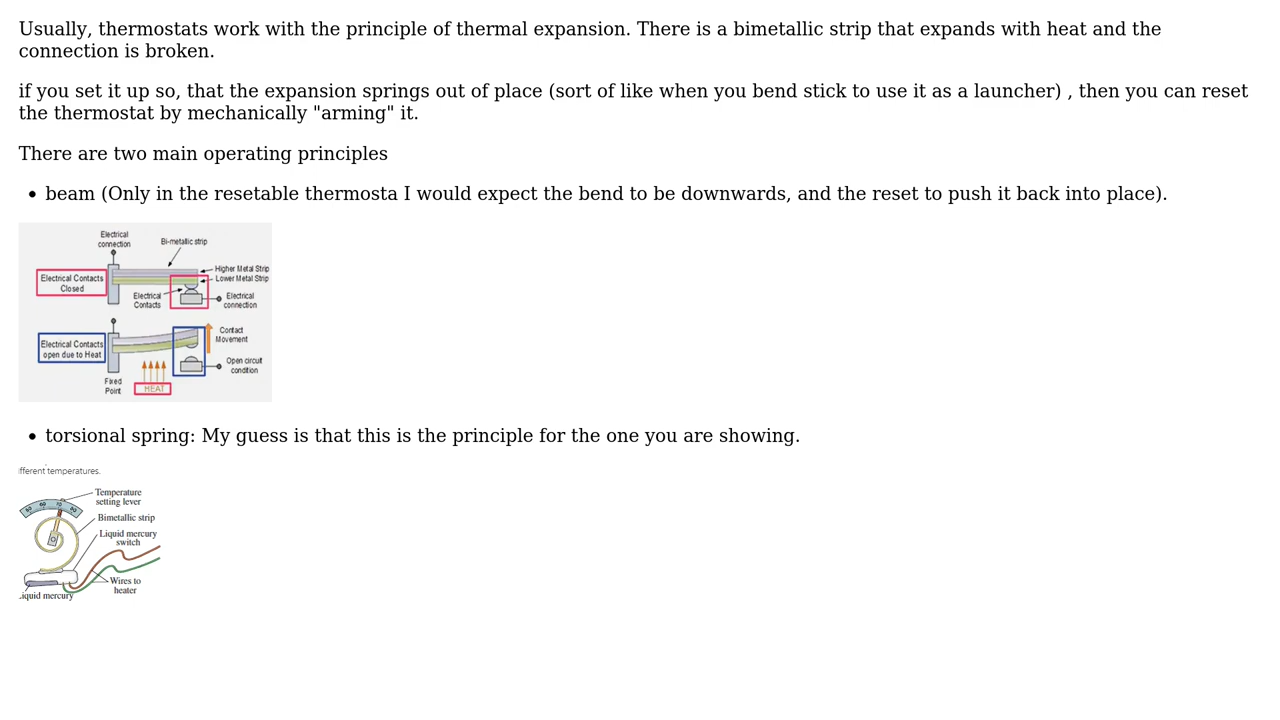 Usually, thermostats work with the principle of thermal expansion. There is a bimetallic strip that expands with heat and the
connection is broken.
if you set it up so, that the expansion springs out of place (sort of like when you bend stick to use it as a launcher) , then you can reset
the thermostat by mechanically "arming" it.
There are two main operating principles
• beam (Only in the resetable thermosta I would expect the bend to be downwards, and the reset to push it back into place).
Electrical
connection
Bi-metallic strip
Higher Metal Strip
Lower Metal Strip
Electrical Contacts
Closed
Electrical
Contacts
Electrical
connection
Contact
Movement
Electrical Contacts
open due to Heat
Open circuit
condition
Fixed
Point
HEAT
• torsional spring: My guess is that this is the principle for the one you are showing.
fferent temperatures.
Temperature
setting lever
50 60 70 80
Bimetallic strip
Liquid mercury
switch
Wires to
heater
iquid mercury